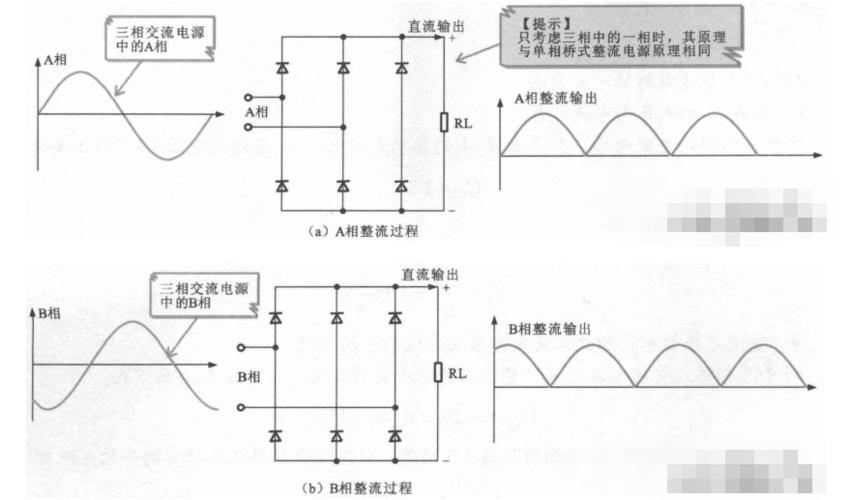 三相交流电源
中的A相
A相
直流输出
+
【提示】
只考虑三相中的一相时，其原理
与单相桥式整流电源原理相同
A相
RL
A相整流输出
−
（a）A相整流过程
三相交流电源
中的B相
B相
直流输出
+
B相
RL
B相整流输出
−
（b）B相整流过程